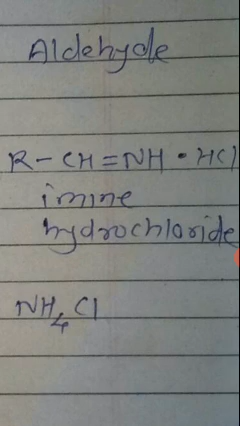 Aldehyde
R - CH = NH • HCl
imine
hydrochloride
NH₄Cl